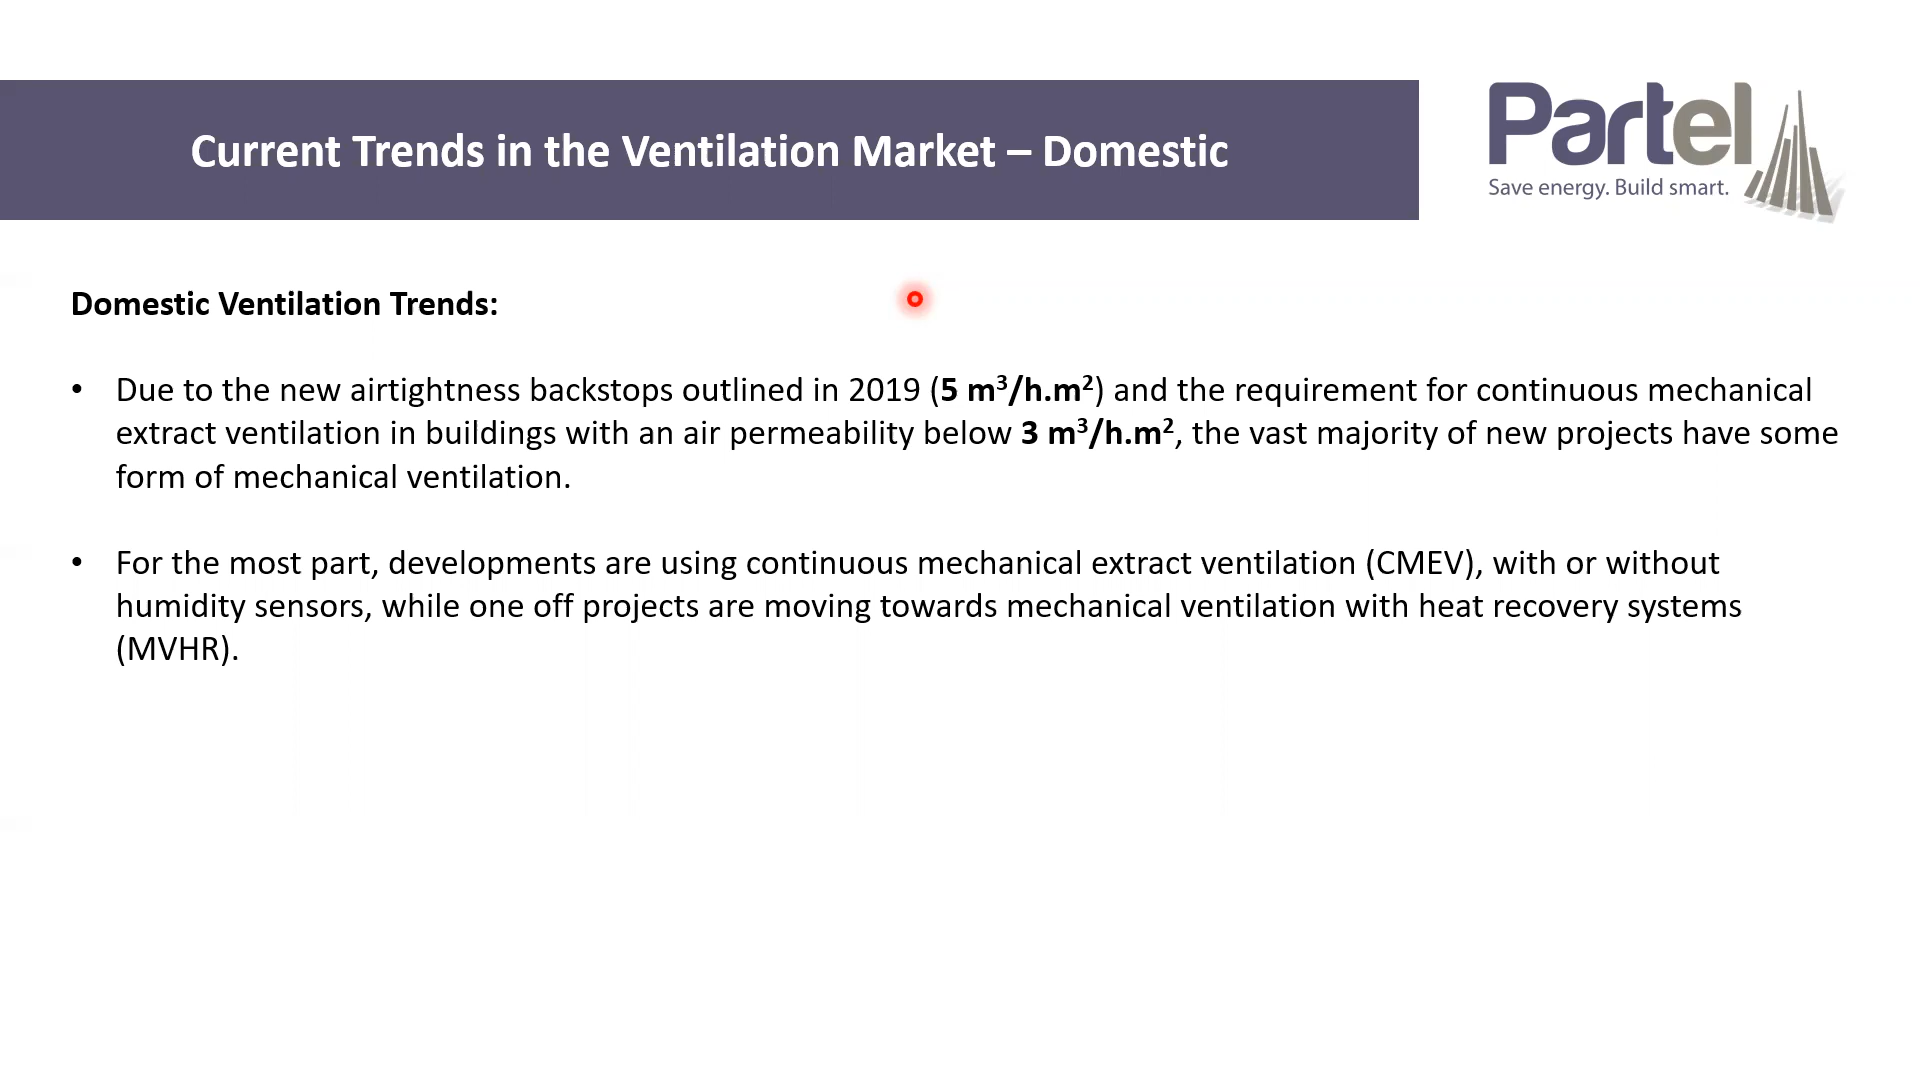 Current Trends in the Ventilation Market – Domestic
Partel
Save energy. Build smart.
Domestic Ventilation Trends:
• Due to the new airtightness backstops outlined in 2019 (5 m³/h.m²) and the requirement for continuous mechanical
extract ventilation in buildings with an air permeability below 3 m³/h.m², the vast majority of new projects have some
form of mechanical ventilation.
• For the most part, developments are using continuous mechanical extract ventilation (CMEV), with or without
humidity sensors, while one off projects are moving towards mechanical ventilation with heat recovery systems
(MVHR).